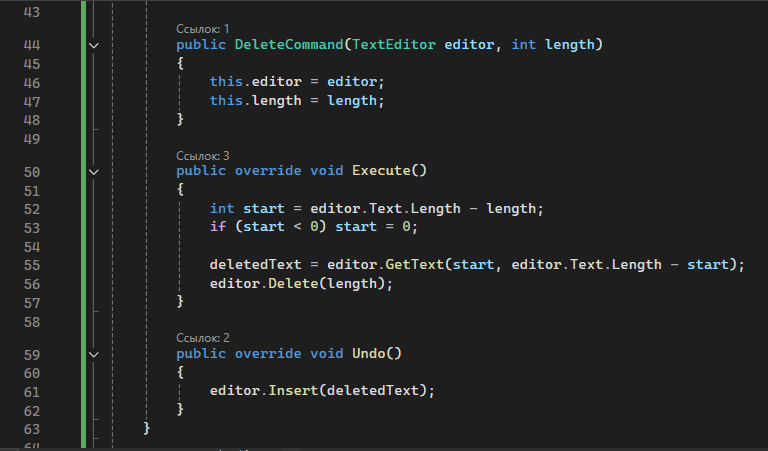 43
Ссылок: 1
44 public DeleteCommand(TextEditor editor, int length)
45 {
46 this.editor = editor;
47 this.length = length;
48 }
49
Ссылок: 3
50 public override void Execute()
51 {
52 int start = editor.Text.Length - length;
53 if (start < 0) start = 0;
54
55 deletedText = editor.GetText(start, editor.Text.Length - start);
56 editor.Delete(length);
57 }
58
Ссылок: 2
59 public override void Undo()
60 {
61 editor.Insert(deletedText);
62 }
63 }